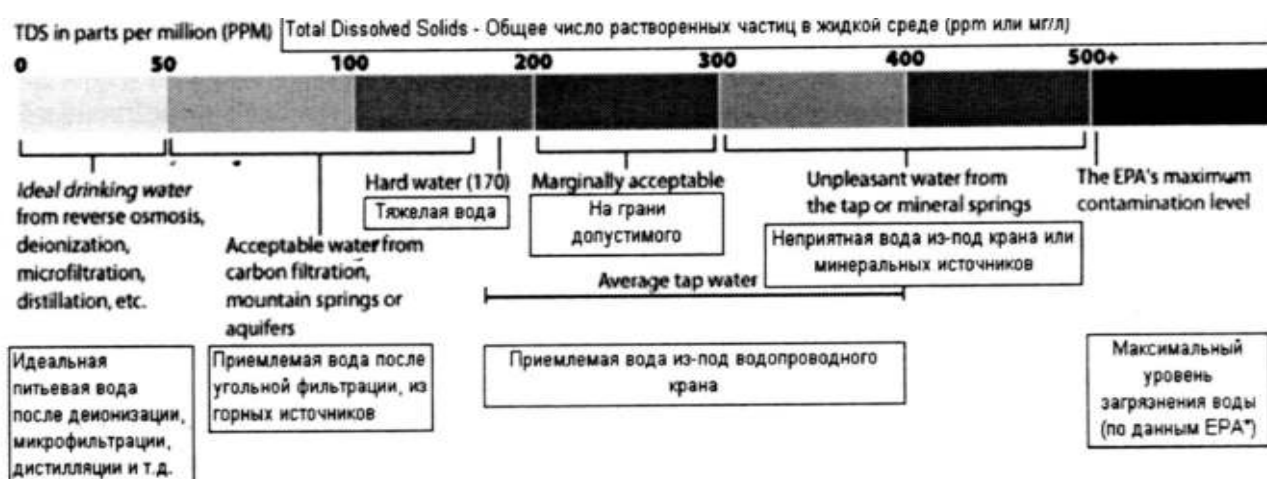 TDS in parts per million (PPM)
Total Dissolved Solids - Общее число растворенных частиц в жидкой среде (ppm или мг/л)
0 50 100 200 300 400 500+
Ideal drinking water
from reverse osmosis,
deionization,
microfiltration,
distillation, etc.
Acceptable water from
carbon filtration,
mountain springs or
aquifers
Hard water (170)
Тяжелая вода
Marginally acceptable
На грани
допустимого
Unpleasant water from
the tap or mineral springs
Неприятная вода из-под крана или
минеральных источников
The EPA's maximum
contamination level
Average tap water
Идеальная
питьевая вода
после деионизации,
микрофильтрации,
дистилляции и т.д.
Приемлемая вода после
угольной фильтрации, из
горных источников
Приемлемая вода из-под водопроводного
крана
Максимальный
уровень
загрязнения воды
(по данным EPA*)